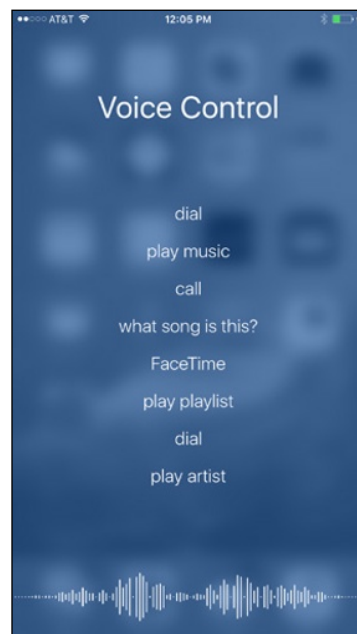 AT&T 12:05 PM
Voice Control
dial
play music
call
what song is this?
FaceTime
play playlist
dial
play artist